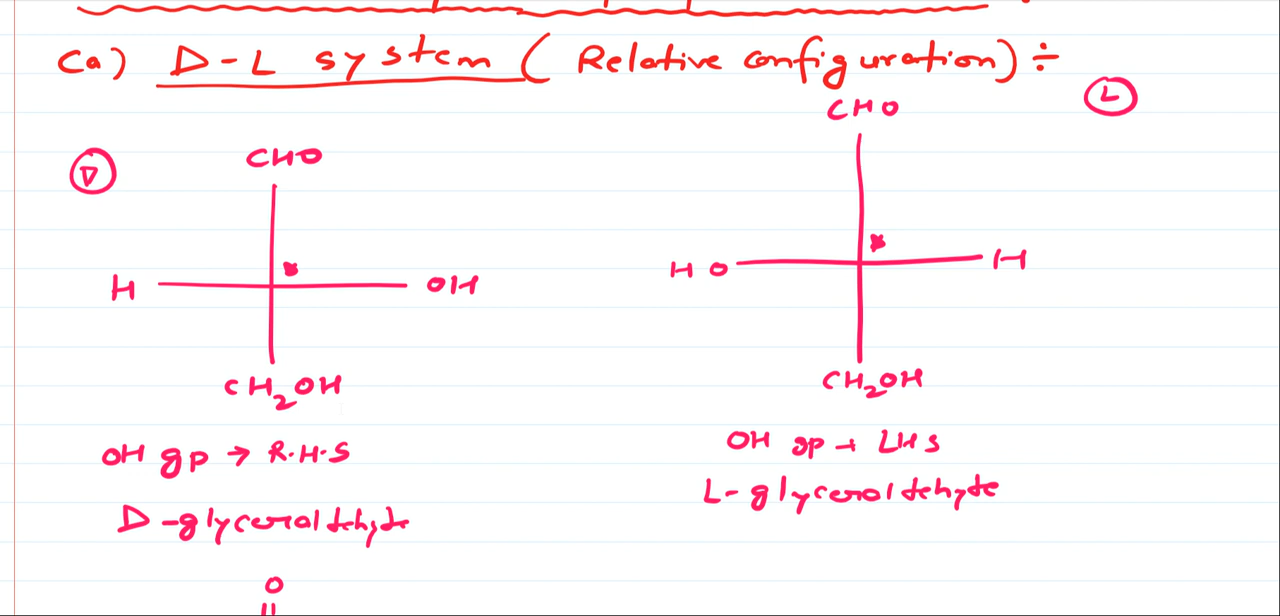 (a) D-L system (Relative configuration) ÷
D
CHO
H
OH
CH₂OH
OH gp → R.H.S
D-glyceraldehyde
O
L
CHO
HO
H
CH₂OH
OH gp → LHS
L-glyceraldehyde